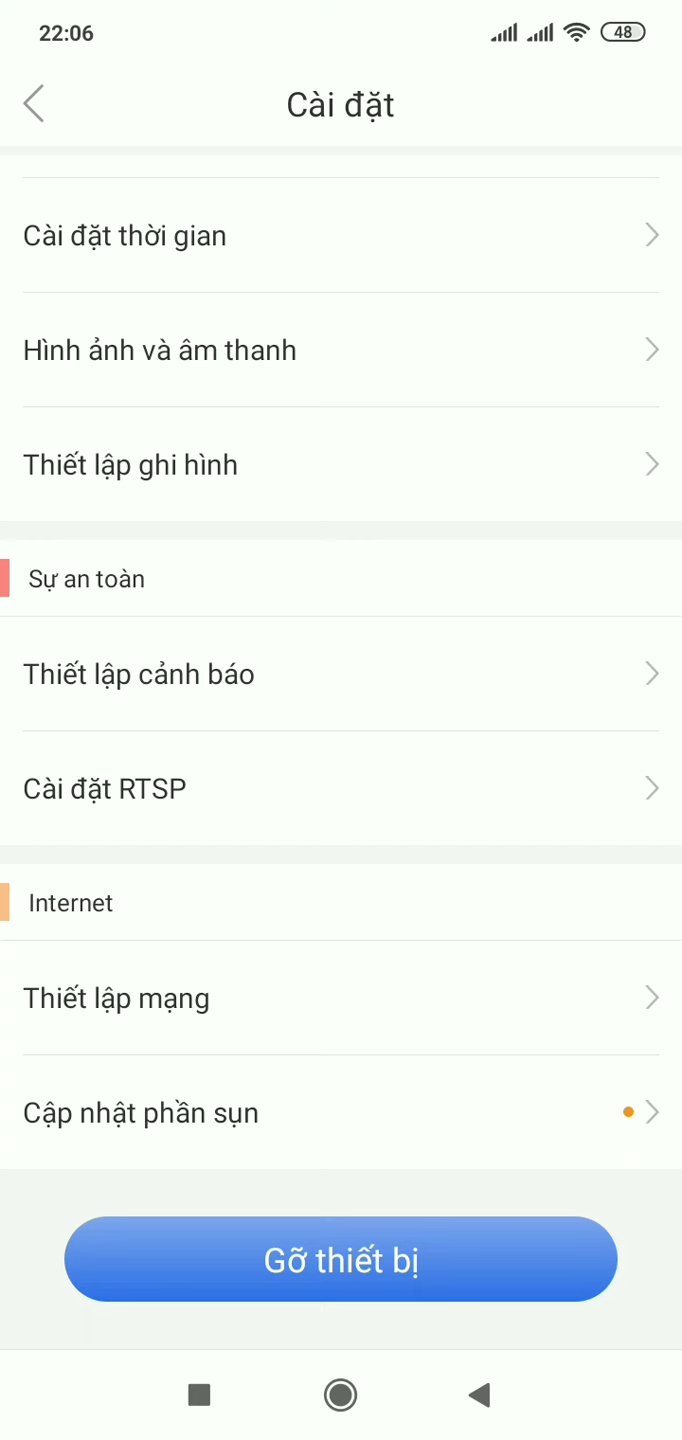 22:06
48
Cài đặt
Cài đặt thời gian
Hình ảnh và âm thanh
Thiết lập ghi hình
Sự an toàn
Thiết lập cảnh báo
Cài đặt RTSP
Internet
Thiết lập mạng
Cập nhật phần sụn
Gỡ thiết bị